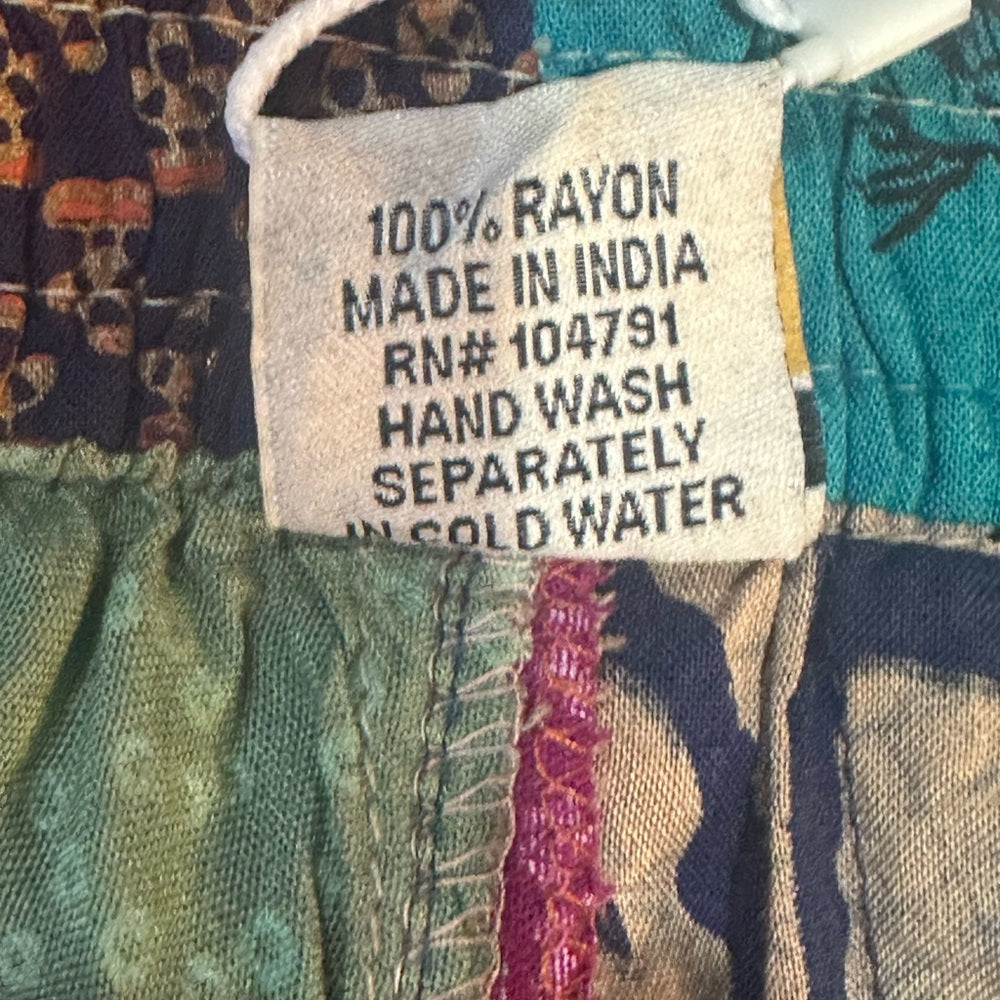 100% RAYON
MADE IN INDIA
RN# 104791
HAND WASH
SEPARATELY
IN COLD WATER